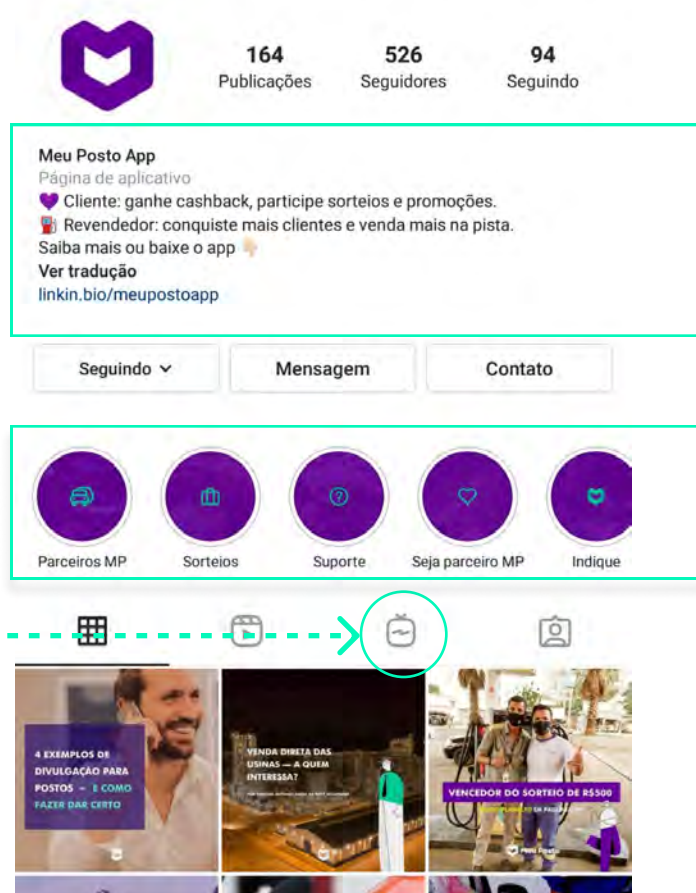 164 526 94
Publicações Seguidores Seguindo
Meu Posto App
Página de aplicativo
Cliente: ganhe cashback, participe sorteios e promoções.
Revendedor: conquiste mais clientes e venda mais na pista.
Saiba mais ou baixe o app
Ver tradução
linkin.bio/meupostoapp
Seguindo Mensagem Contato
Parceiros MP Sorteios Suporte Seja parceiro MP Indique
4 EXEMPLOS DE
DIVULGAÇÃO PARA
POSTOS – E COMO
FAZER DAR CERTO
VENDA DIRETA DAS
USINAS — A QUEM
INTERESSA?
VENCEDOR DO SORTEIO DE R$500
Meu Posto